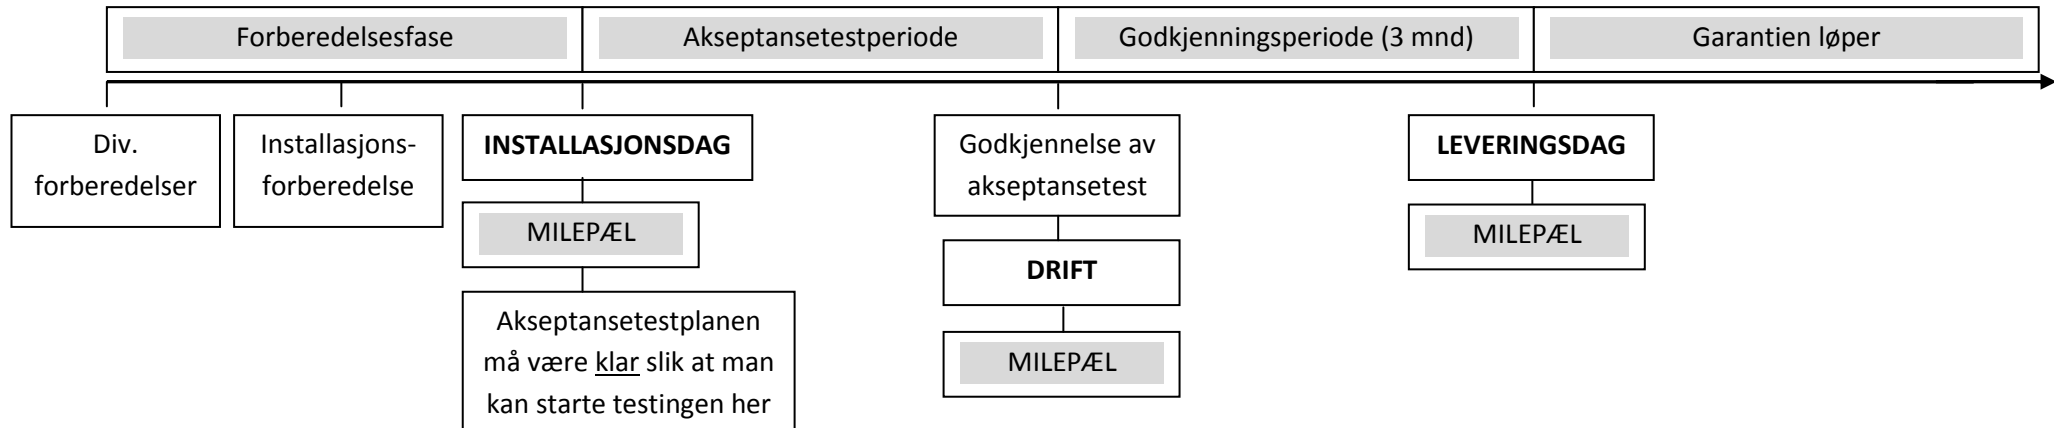 Forberedelsesfase
Akseptansetestperiode
Godkjenningsperiode (3 mnd)
Garantien løper
Div.
forberedelser
Installasjons-
forberedelse
INSTALLASJONSDAG
MILEPÆL
Akseptansetestplanen
må være klar slik at man
kan starte testingen her
Godkjennelse av
akseptansetest
DRIFT
MILEPÆL
LEVERINGSDAG
MILEPÆL